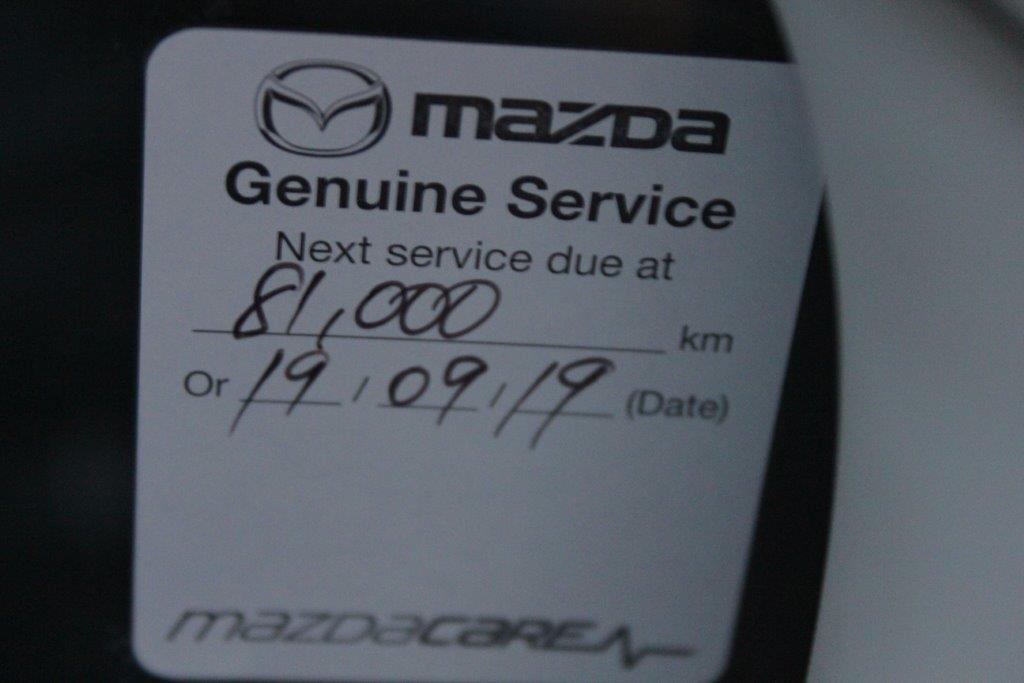 mazda
Genuine Service
Next service due at
81,000 km
Or 19 / 09 / 19 (Date)
mazdacare